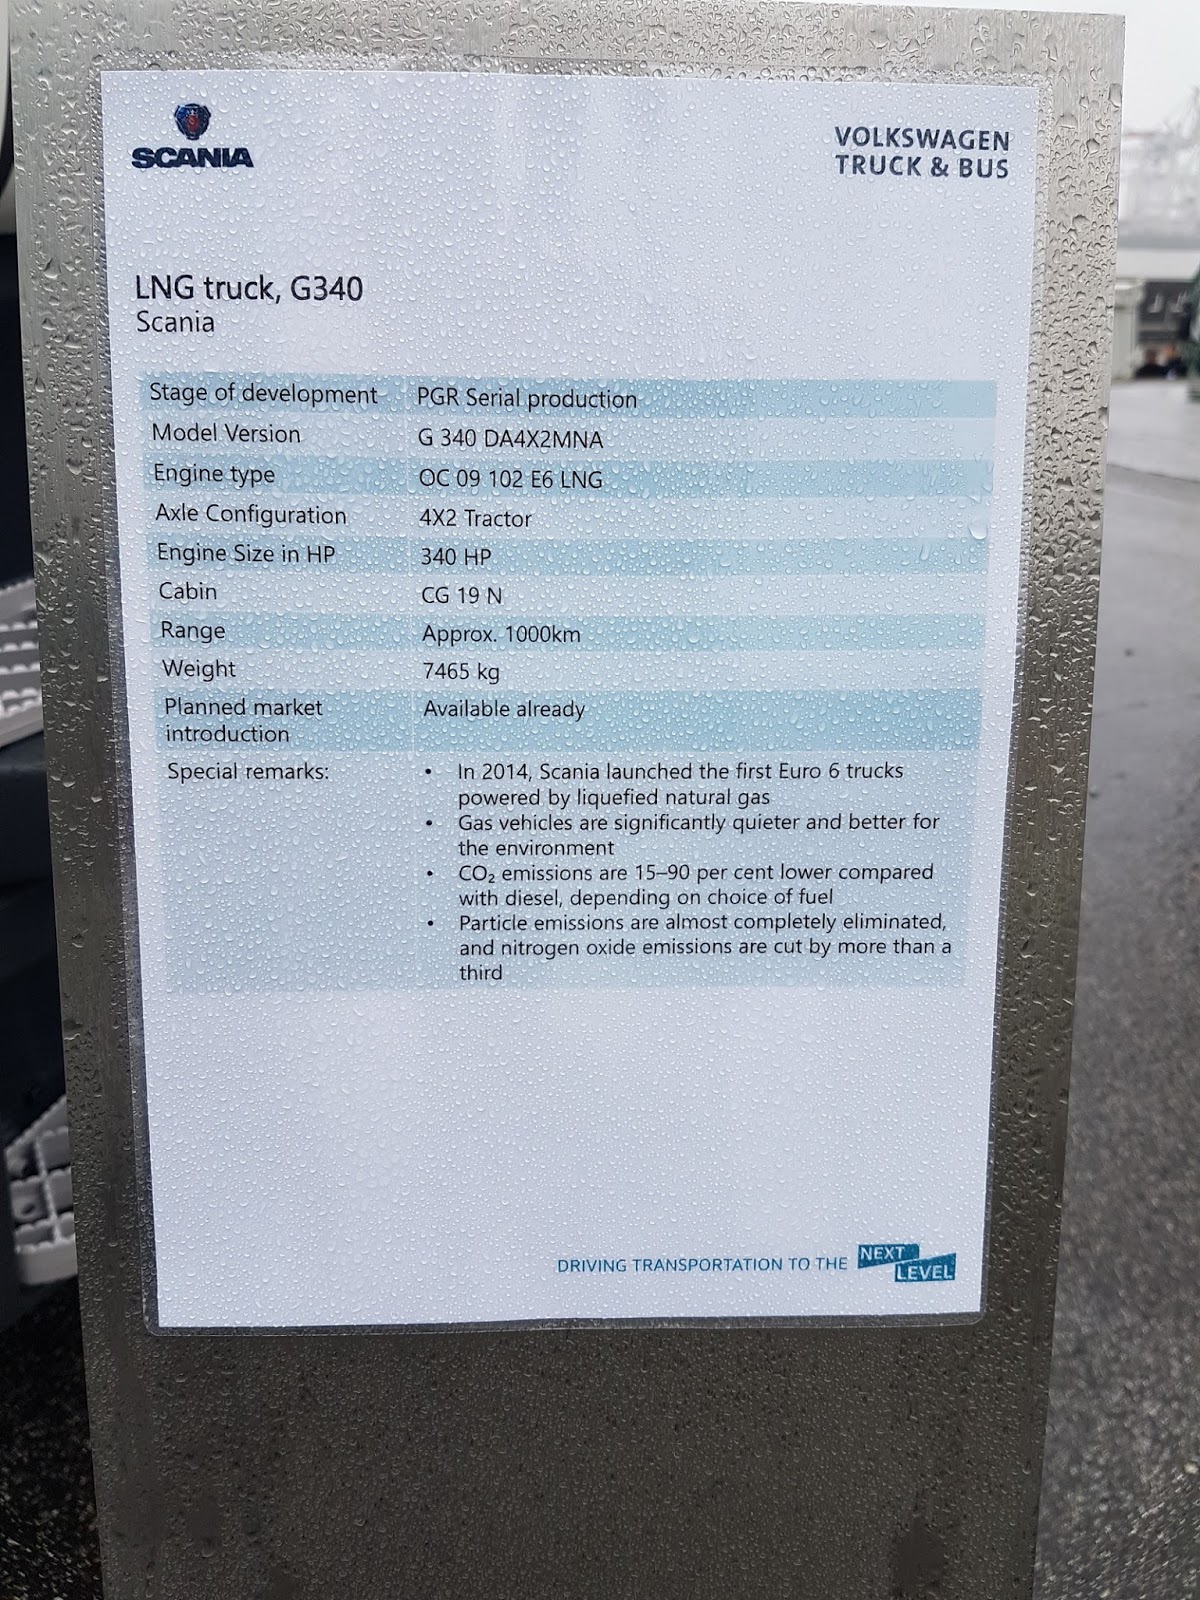 SCANIA
VOLKSWAGEN
TRUCK & BUS
LNG truck, G340
Scania
Stage of development PGR Serial production
Model Version G 340 DA4X2MNA
Engine type OC 09 102 E6 LNG
Axle Configuration 4X2 Tractor
Engine Size in HP 340 HP
Cabin CG 19 N
Range Approx. 1000km
Weight 7465 kg
Planned market Available already
introduction
Special remarks: • In 2014, Scania launched the first Euro 6 trucks
powered by liquefied natural gas
• Gas vehicles are significantly quieter and better for
the environment
• CO₂ emissions are 15–90 per cent lower compared
with diesel, depending on choice of fuel
• Particle emissions are almost completely eliminated,
and nitrogen oxide emissions are cut by more than a
third
DRIVING TRANSPORTATION TO THE NEXT
LEVEL